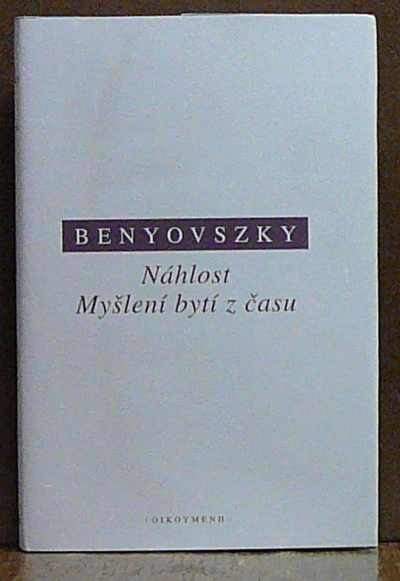 BENYOVSZKY
Náhlost
Myšlení bytí z času
OIKOYMENH